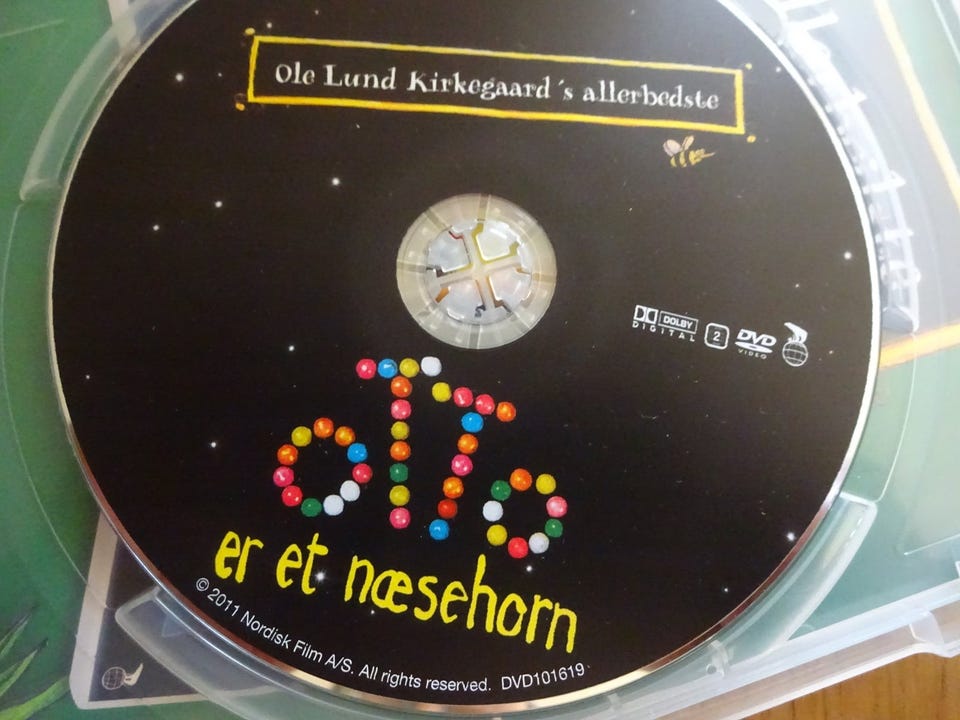 Ole Lund Kirkegaard´s allerbedste
DOLBY
DIGITAL
2
DVD
VIDEO
oTTo
er et næsehorn
© 2011 Nordisk Film A/S. All rights reserved. DVD101619